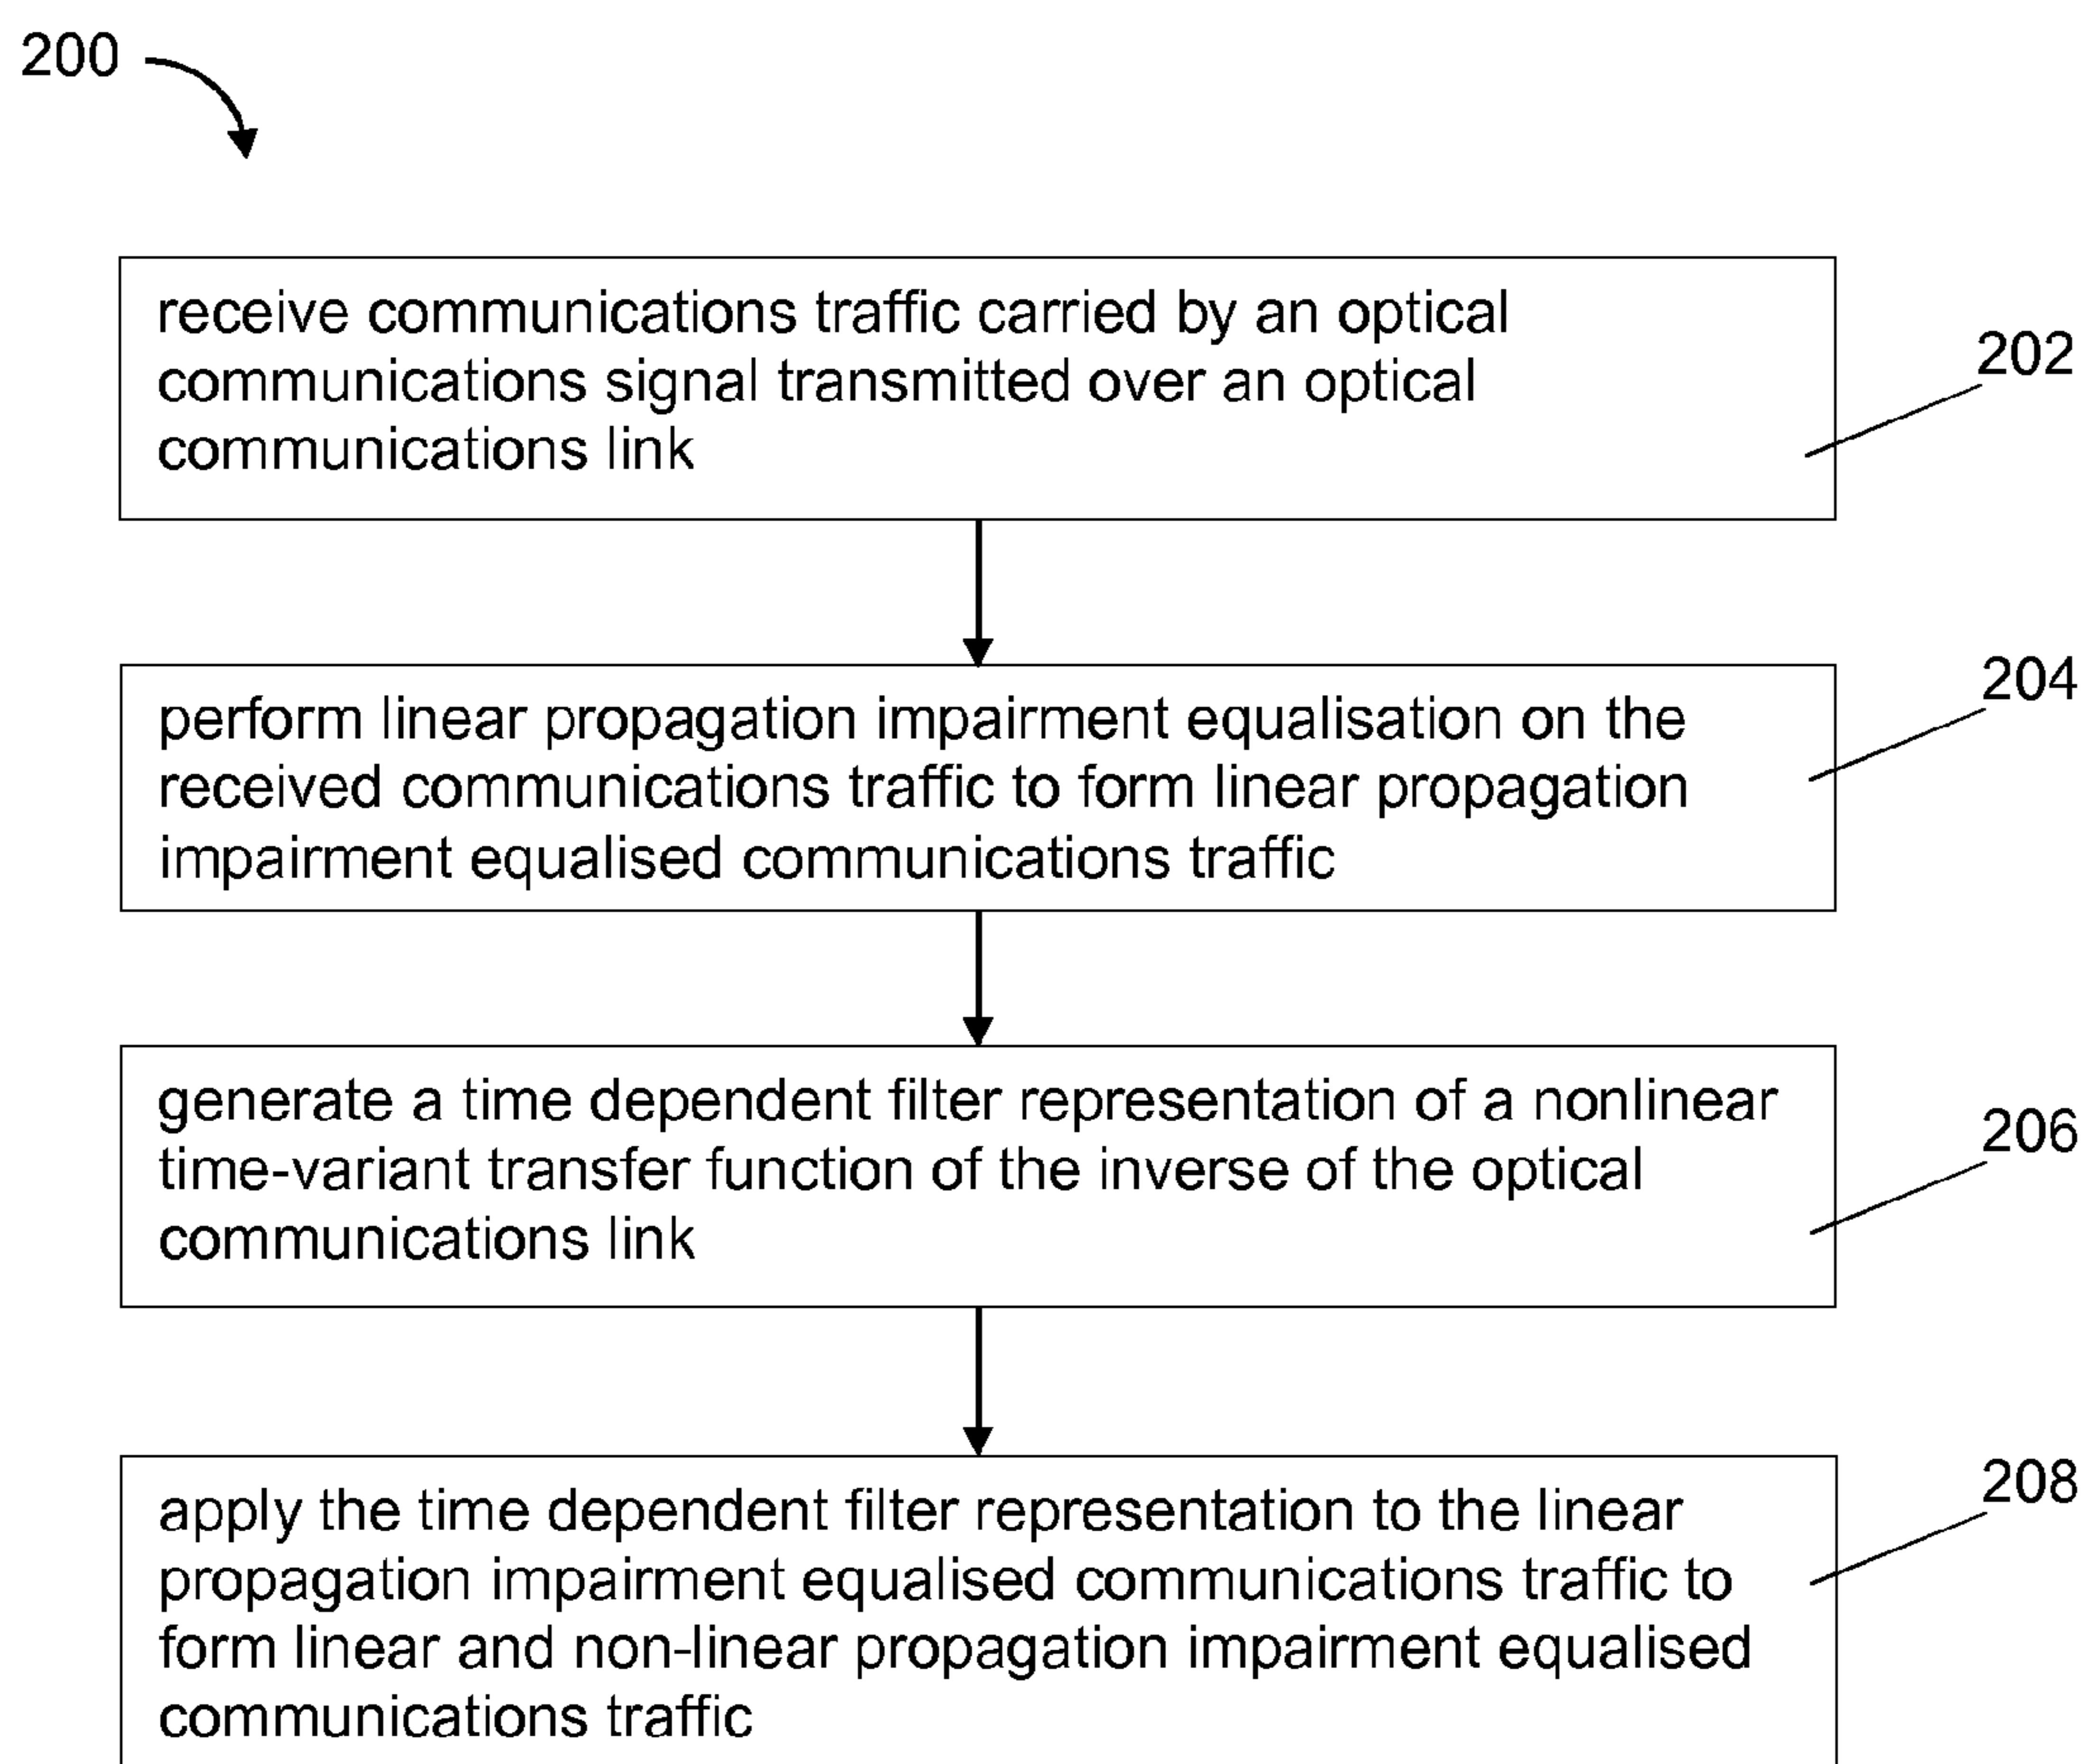 200
receive communications traffic carried by an optical
communications signal transmitted over an optical
communications link
202
perform linear propagation impairment equalisation on the
received communications traffic to form linear propagation
impairment equalised communications traffic
204
generate a time dependent filter representation of a nonlinear
time-variant transfer function of the inverse of the optical
communications link
206
apply the time dependent filter representation to the linear
propagation impairment equalised communications traffic to
form linear and non-linear propagation impairment equalised
communications traffic
208